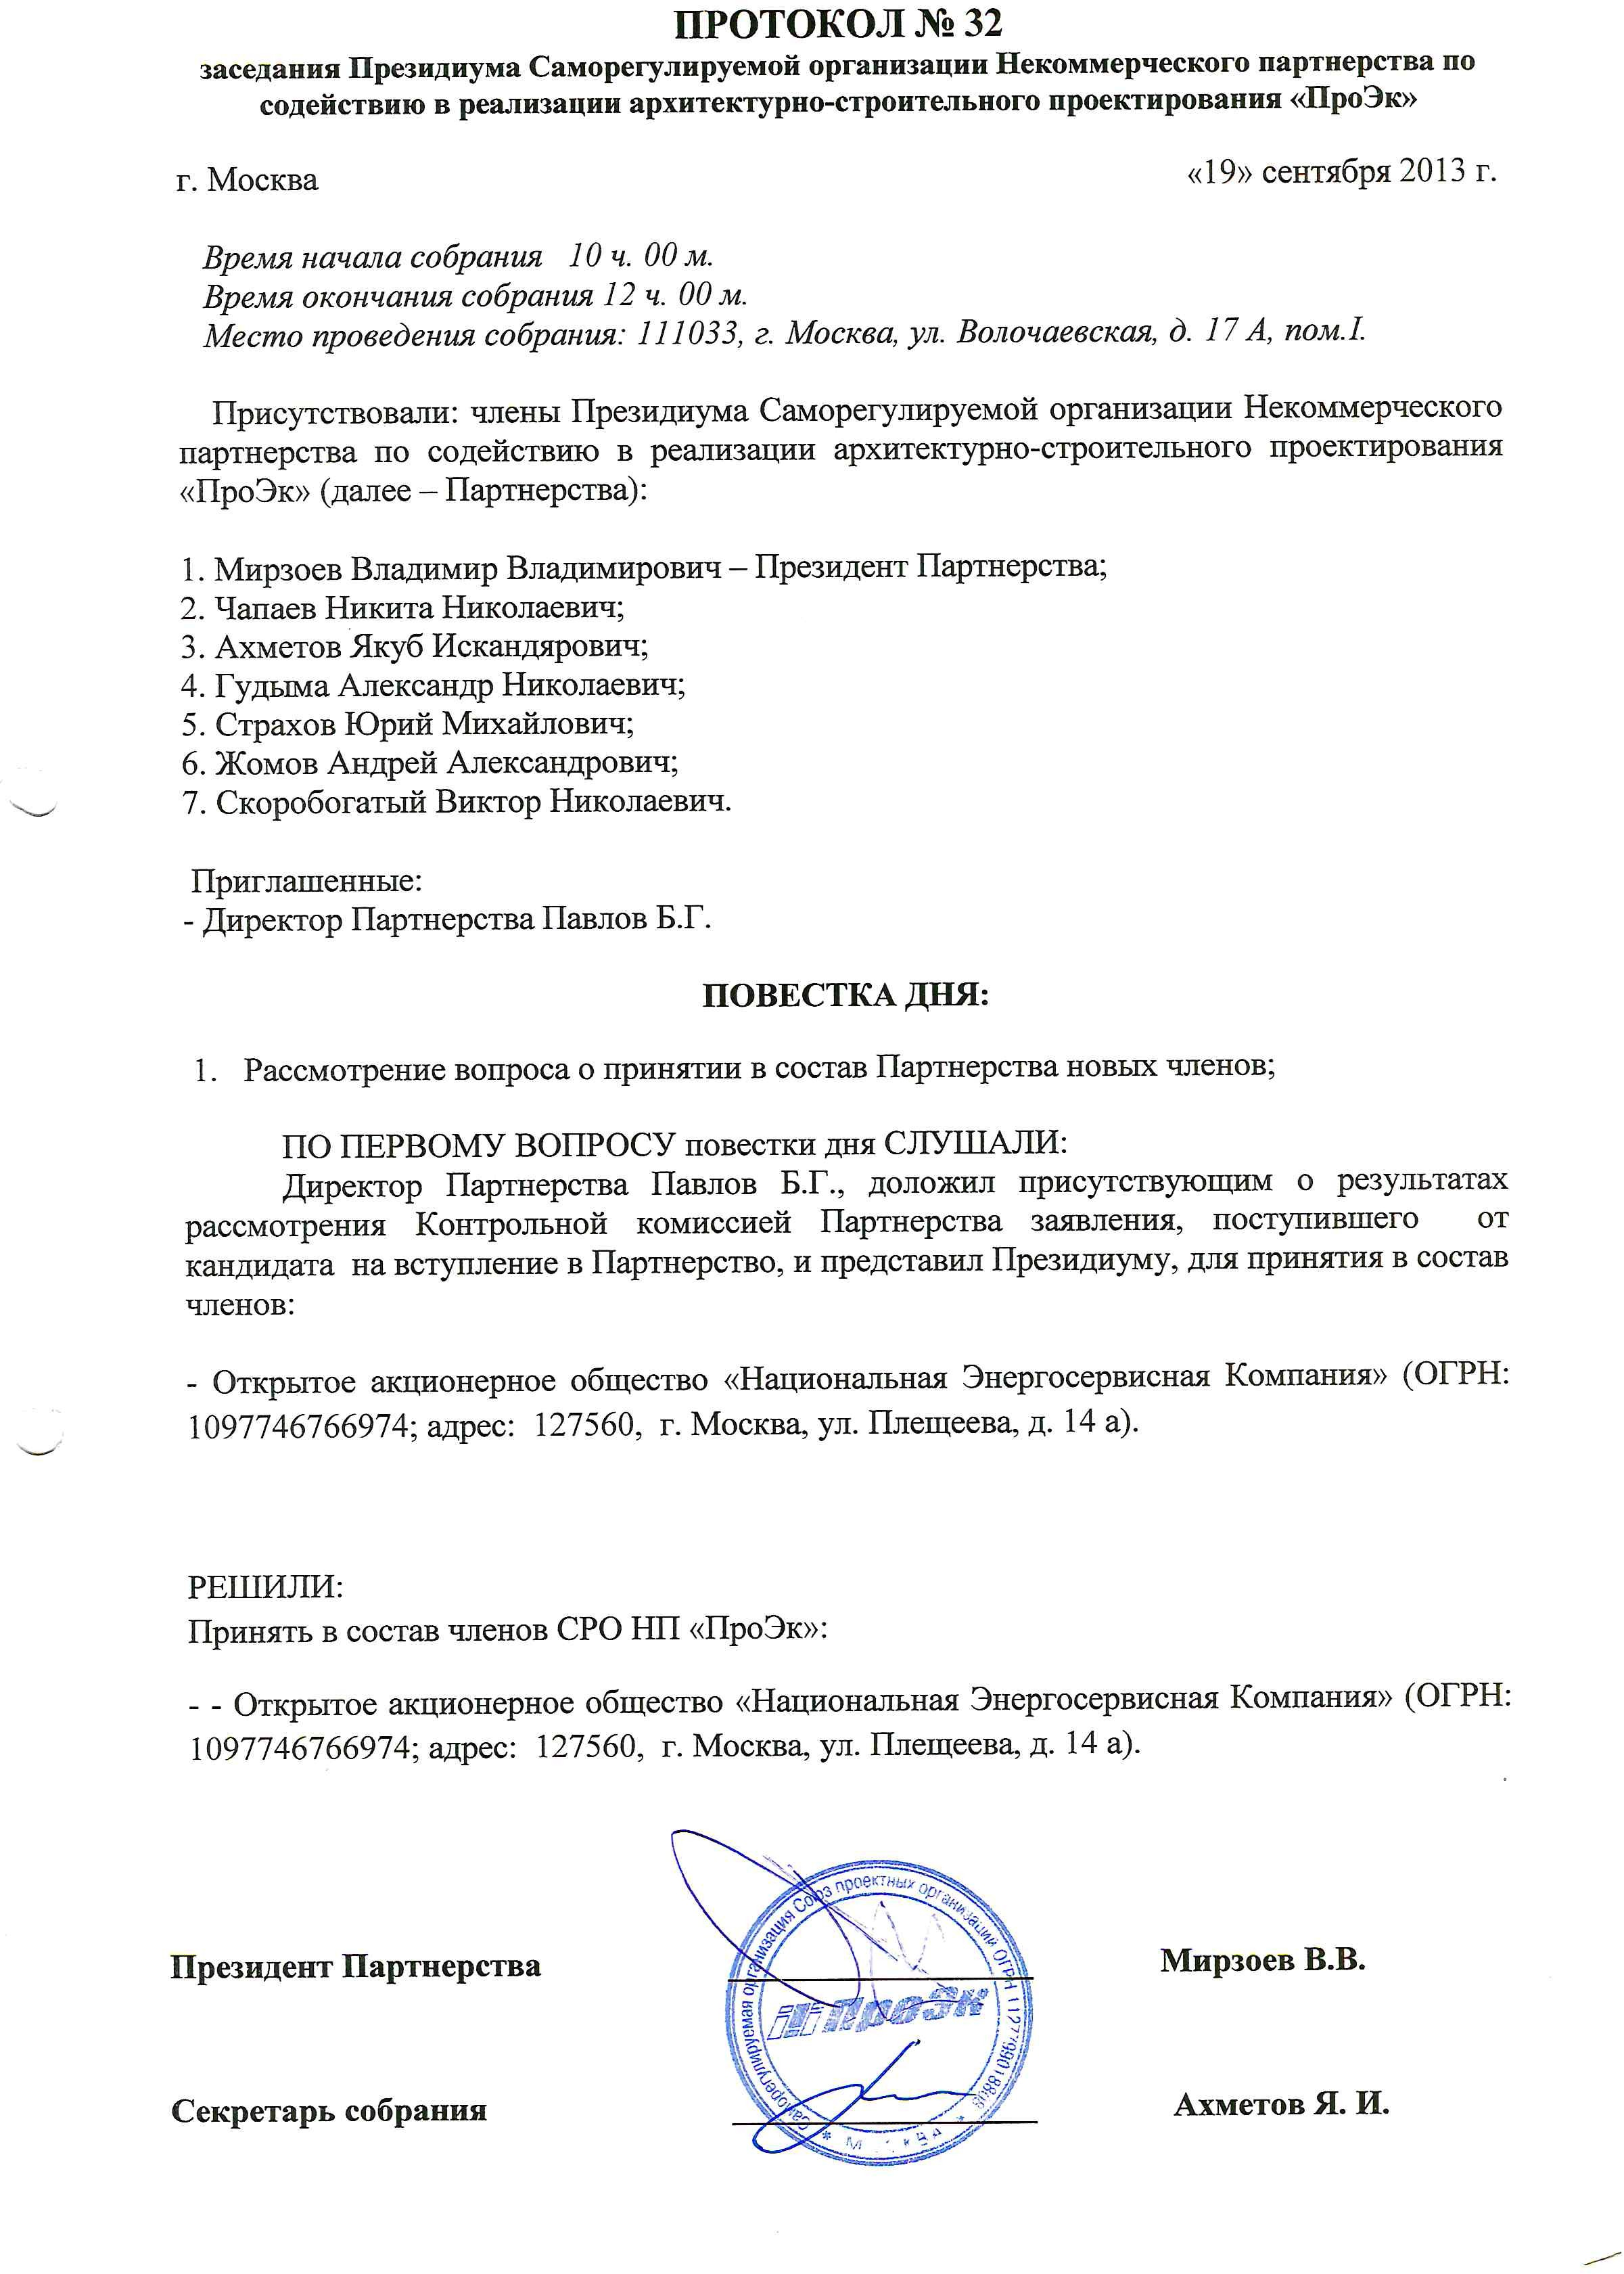 ПРОТОКОЛ № 32
заседания Президиума Саморегулируемой организации Некоммерческого партнерства по
содействию в реализации архитектурно-строительного проектирования «ПроЭк»
г. Москва «19» сентября 2013 г.
Время начала собрания 10 ч. 00 м.
Время окончания собрания 12 ч. 00 м.
Место проведения собрания: 111033, г. Москва, ул. Волочаевская, д. 17 А, пом.I.
Присутствовали: члены Президиума Саморегулируемой организации Некоммерческого
партнерства по содействию в реализации архитектурно-строительного проектирования
«ПроЭк» (далее – Партнерства):
1. Мирзоев Владимир Владимирович – Президент Партнерства;
2. Чапаев Никита Николаевич;
3. Ахметов Якуб Искандярович;
4. Гудыма Александр Николаевич;
5. Страхов Юрий Михайлович;
6. Жомов Андрей Александрович;
7. Скоробогатый Виктор Николаевич.
Приглашенные:
- Директор Партнерства Павлов Б.Г.
ПОВЕСТКА ДНЯ:
1. Рассмотрение вопроса о принятии в состав Партнерства новых членов;
ПО ПЕРВОМУ ВОПРОСУ повестки дня СЛУШАЛИ:
Директор Партнерства Павлов Б.Г., доложил присутствующим о результатах
рассмотрения Контрольной комиссией Партнерства заявления, поступившего от
кандидата на вступление в Партнерство, и представил Президиуму, для принятия в состав
членов:
- Открытое акционерное общество «Национальная Энергосервисная Компания» (ОГРН:
1097746766974; адрес: 127560, г. Москва, ул. Плещеева, д. 14 а).
РЕШИЛИ:
Принять в состав членов СРО НП «ПроЭк»:
- - Открытое акционерное общество «Национальная Энергосервисная Компания» (ОГРН:
1097746766974; адрес: 127560, г. Москва, ул. Плещеева, д. 14 а).
Президент Партнерства Мирзоев В.В.
саморегулируемая организация Союз проектных организаций ОГРН
ПроЭк
* МОСКВА *
Секретарь собрания Ахметов Я. И.